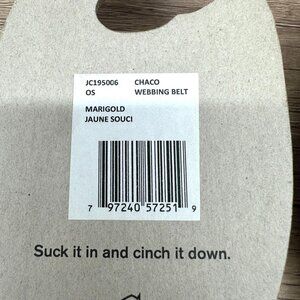 JC195006 CHACO
OS WEBBING BELT
MARIGOLD
JAUNE SOUCI
7 97240 57251 9
Suck it in and cinch it down.